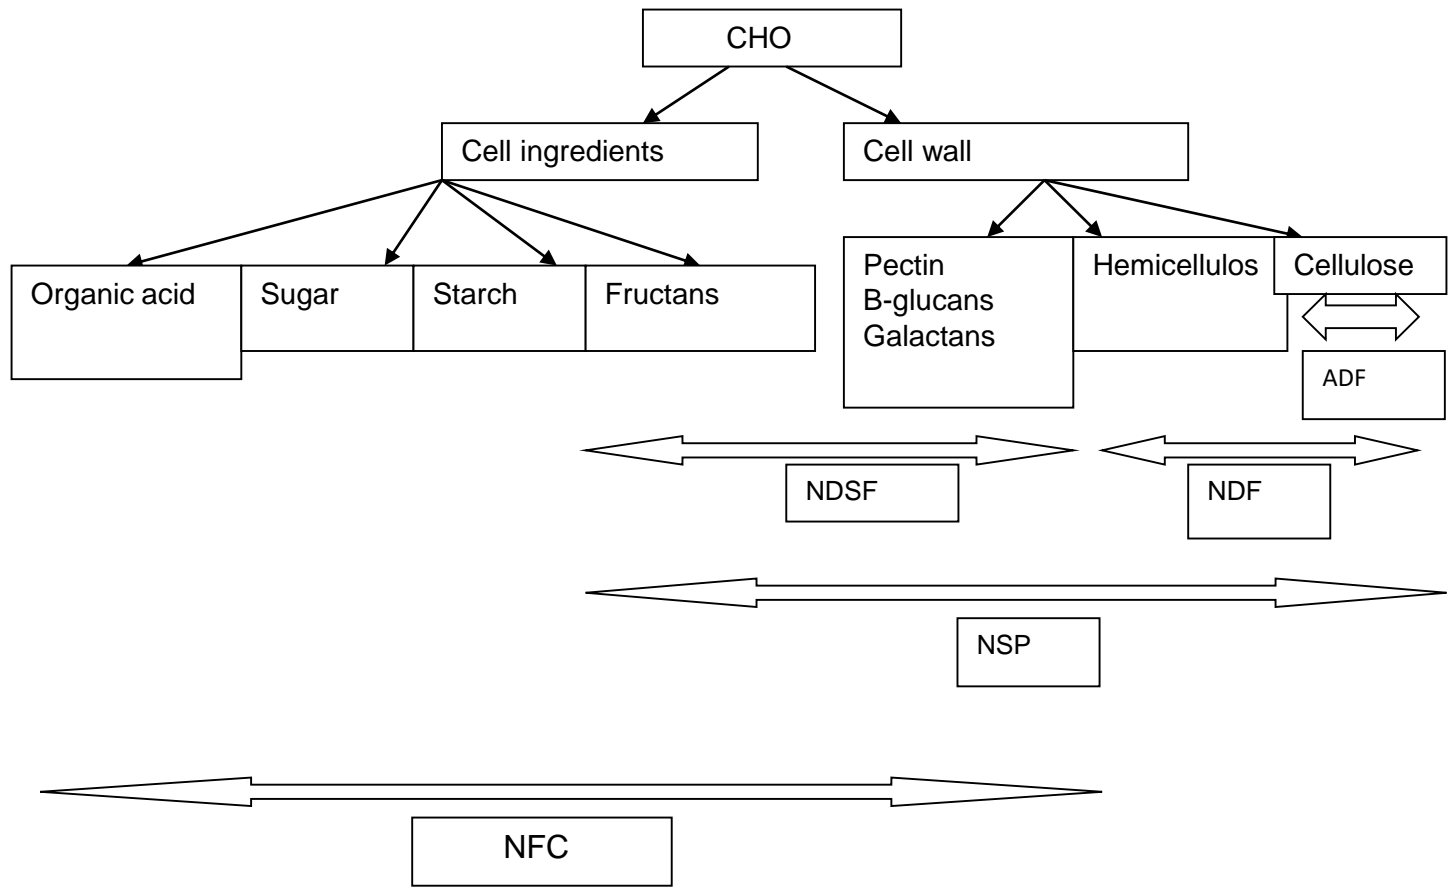 CHO
Cell ingredients
Cell wall
Organic acid
Sugar
Starch
Fructans
Pectin
B-glucans
Galactans
Hemicellulos
Cellulose
ADF
NDSF
NDF
NSP
NFC